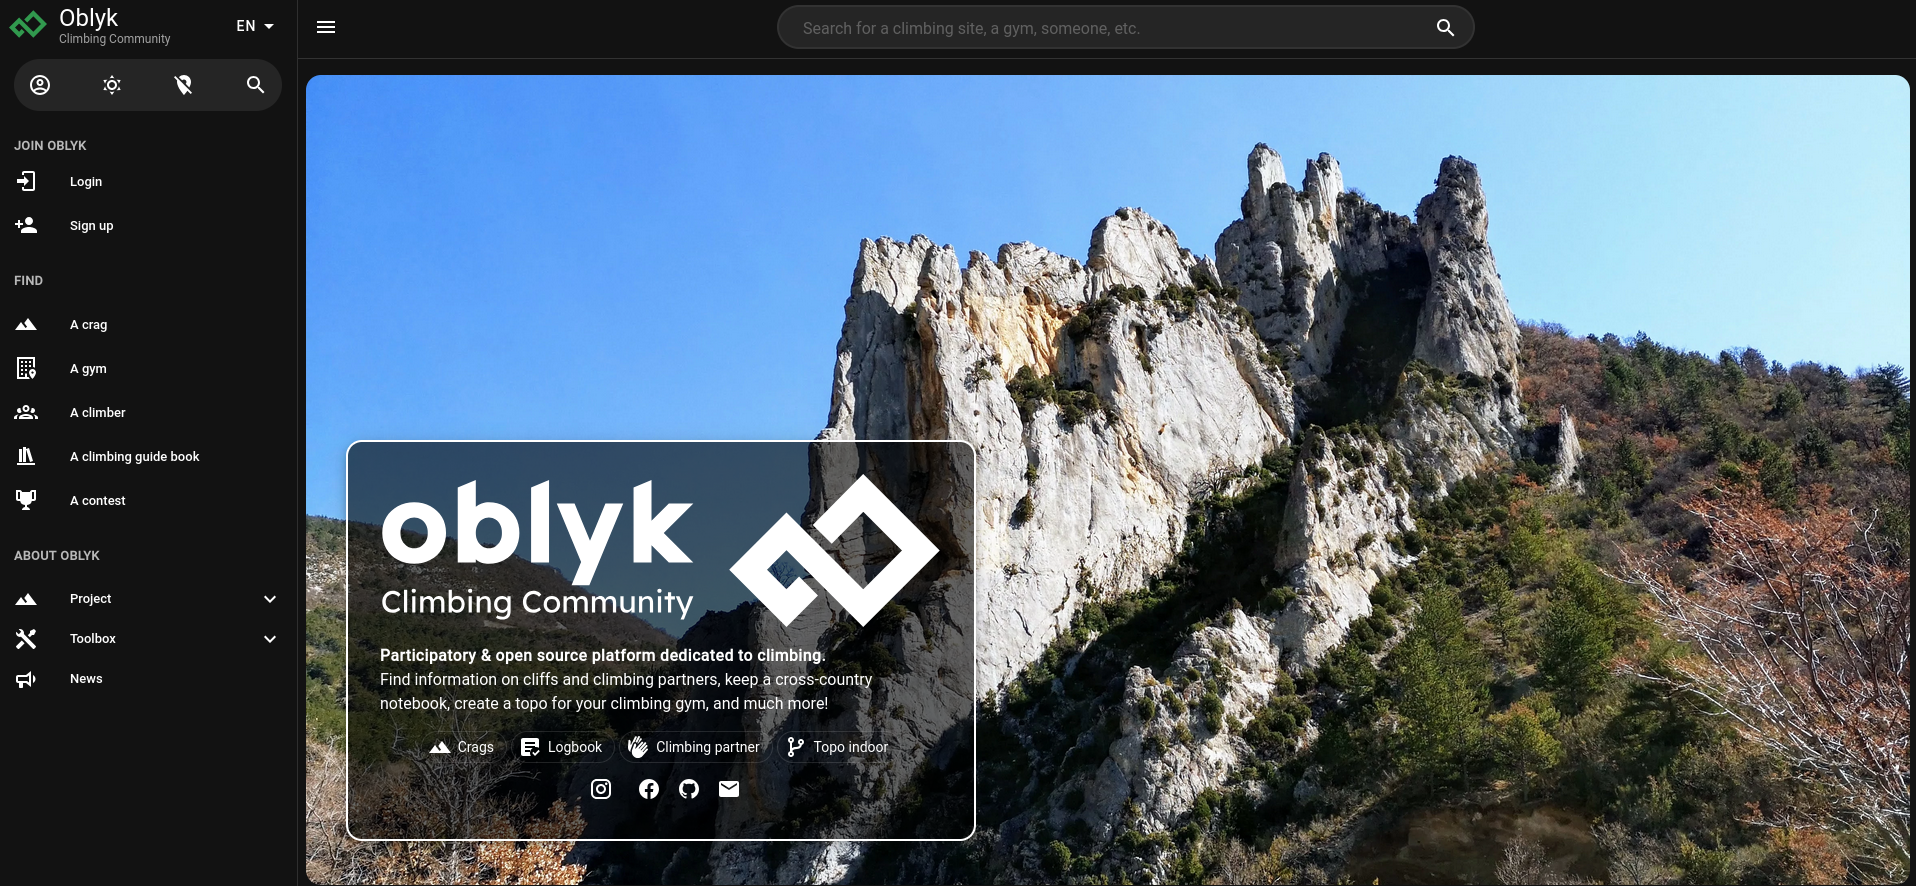 Oblyk
Climbing Community
EN
Search for a climbing site, a gym, someone, etc.
JOIN OBLYK
Login
Sign up
FIND
A crag
A gym
A climber
A climbing guide book
A contest
ABOUT OBLYK
Project
Toolbox
News
oblyk
Climbing Community
Participatory & open source platform dedicated to climbing.
Find information on cliffs and climbing partners, keep a cross-country
notebook, create a topo for your climbing gym, and much more!
Crags Logbook Climbing partner Topo indoor